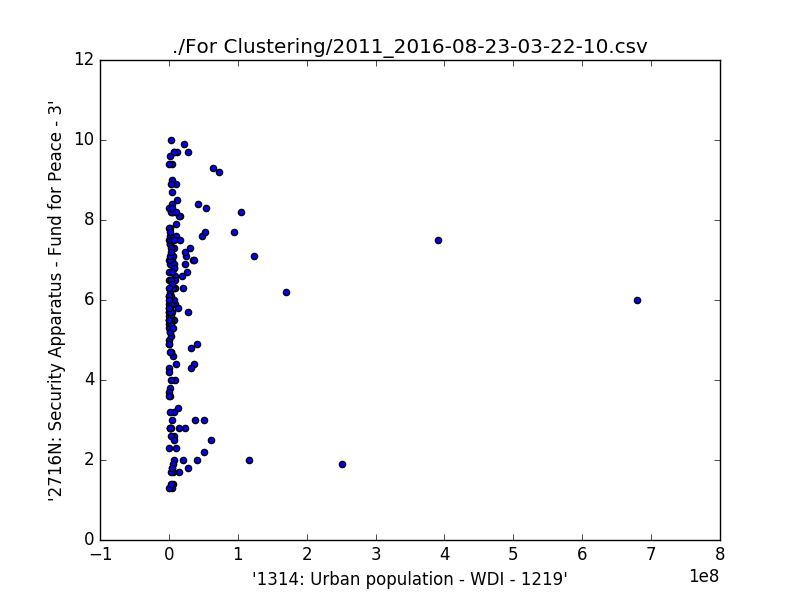 ./For Clustering/2011_2016-08-23-03-22-10.csv
12
10
8
6
4
2
0
'2716N: Security Apparatus - Fund for Peace - 3'
−1 0 1 2 3 4 5 6 7 8
1e8
'1314: Urban population - WDI - 1219'